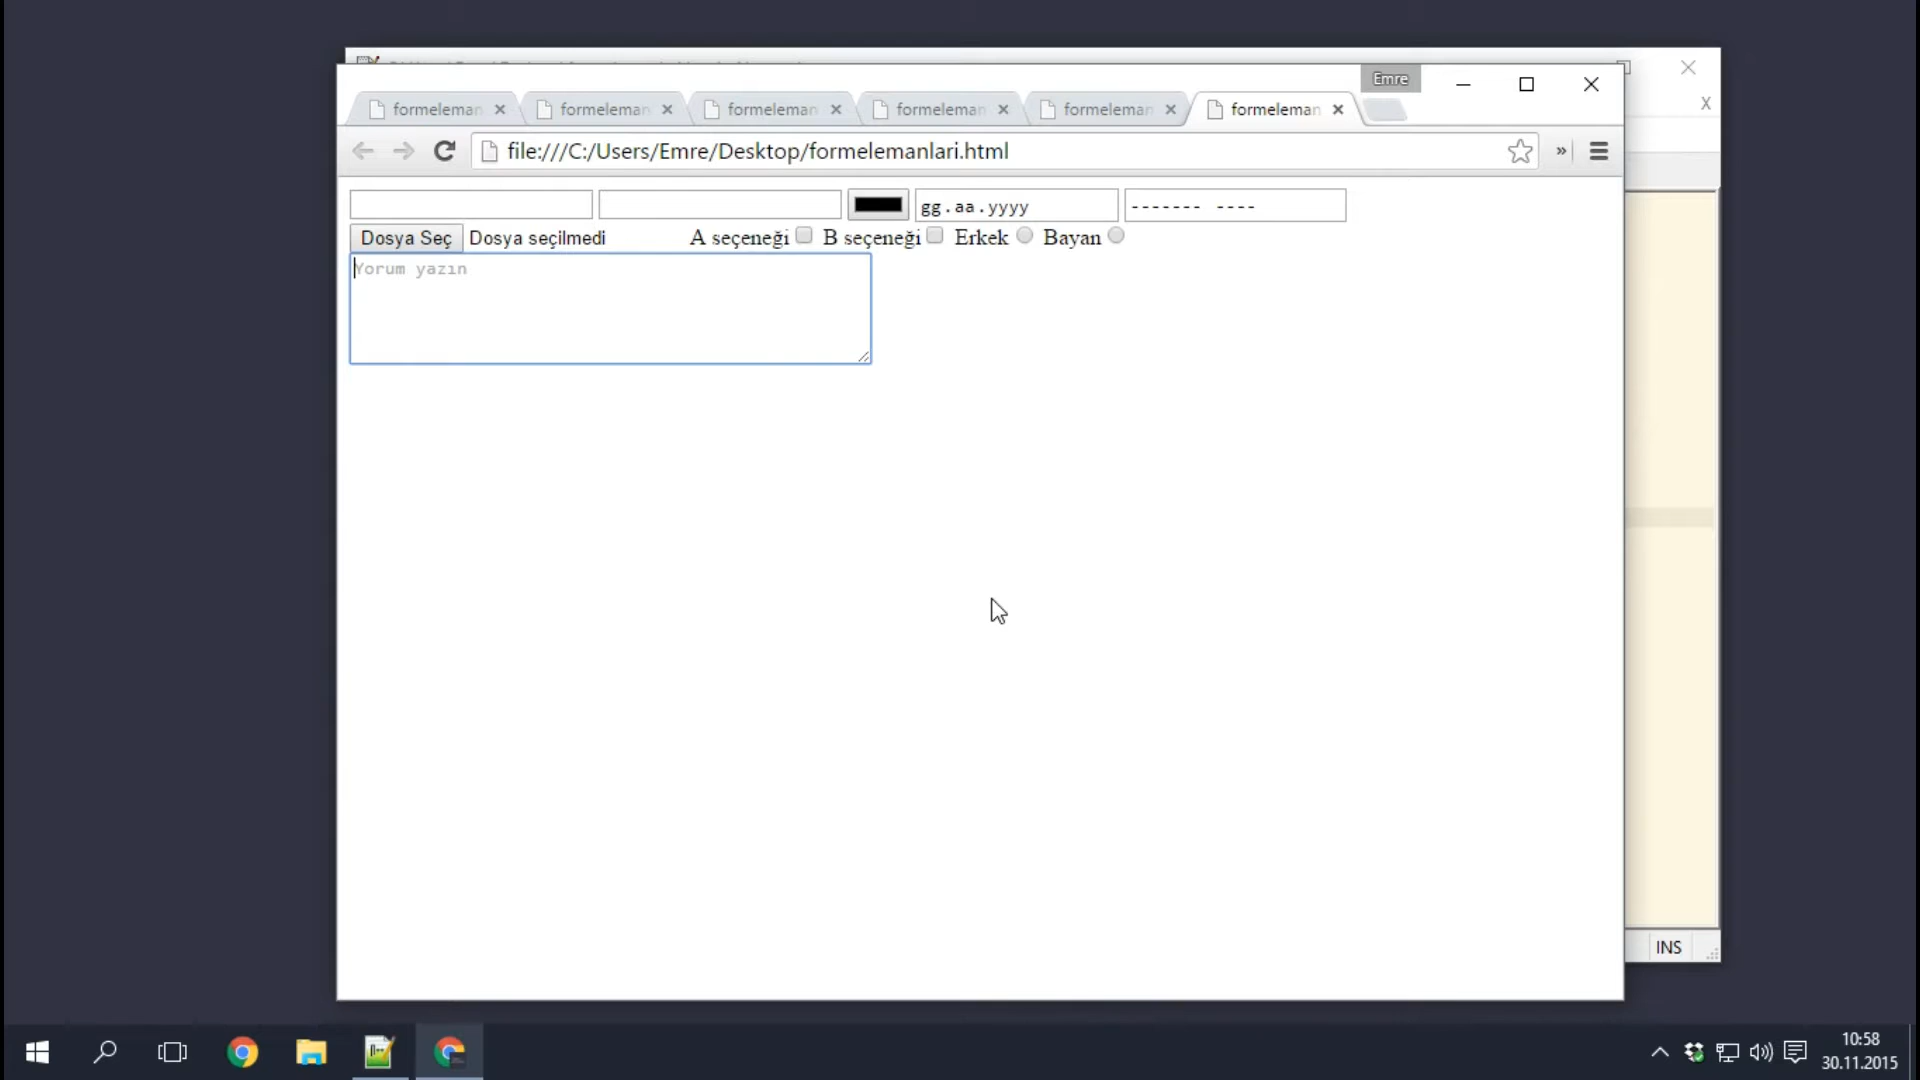 Emre
formeleman
formeleman
formeleman
formeleman
formeleman
formeleman
file:///C:/Users/Emre/Desktop/formelemanlari.html
»
gg.aa.yyyy
------- ----
Dosya Seç Dosya seçilmedi A seçeneği B seçeneği Erkek Bayan
Yorum yazın
INS
10:58
30.11.2015